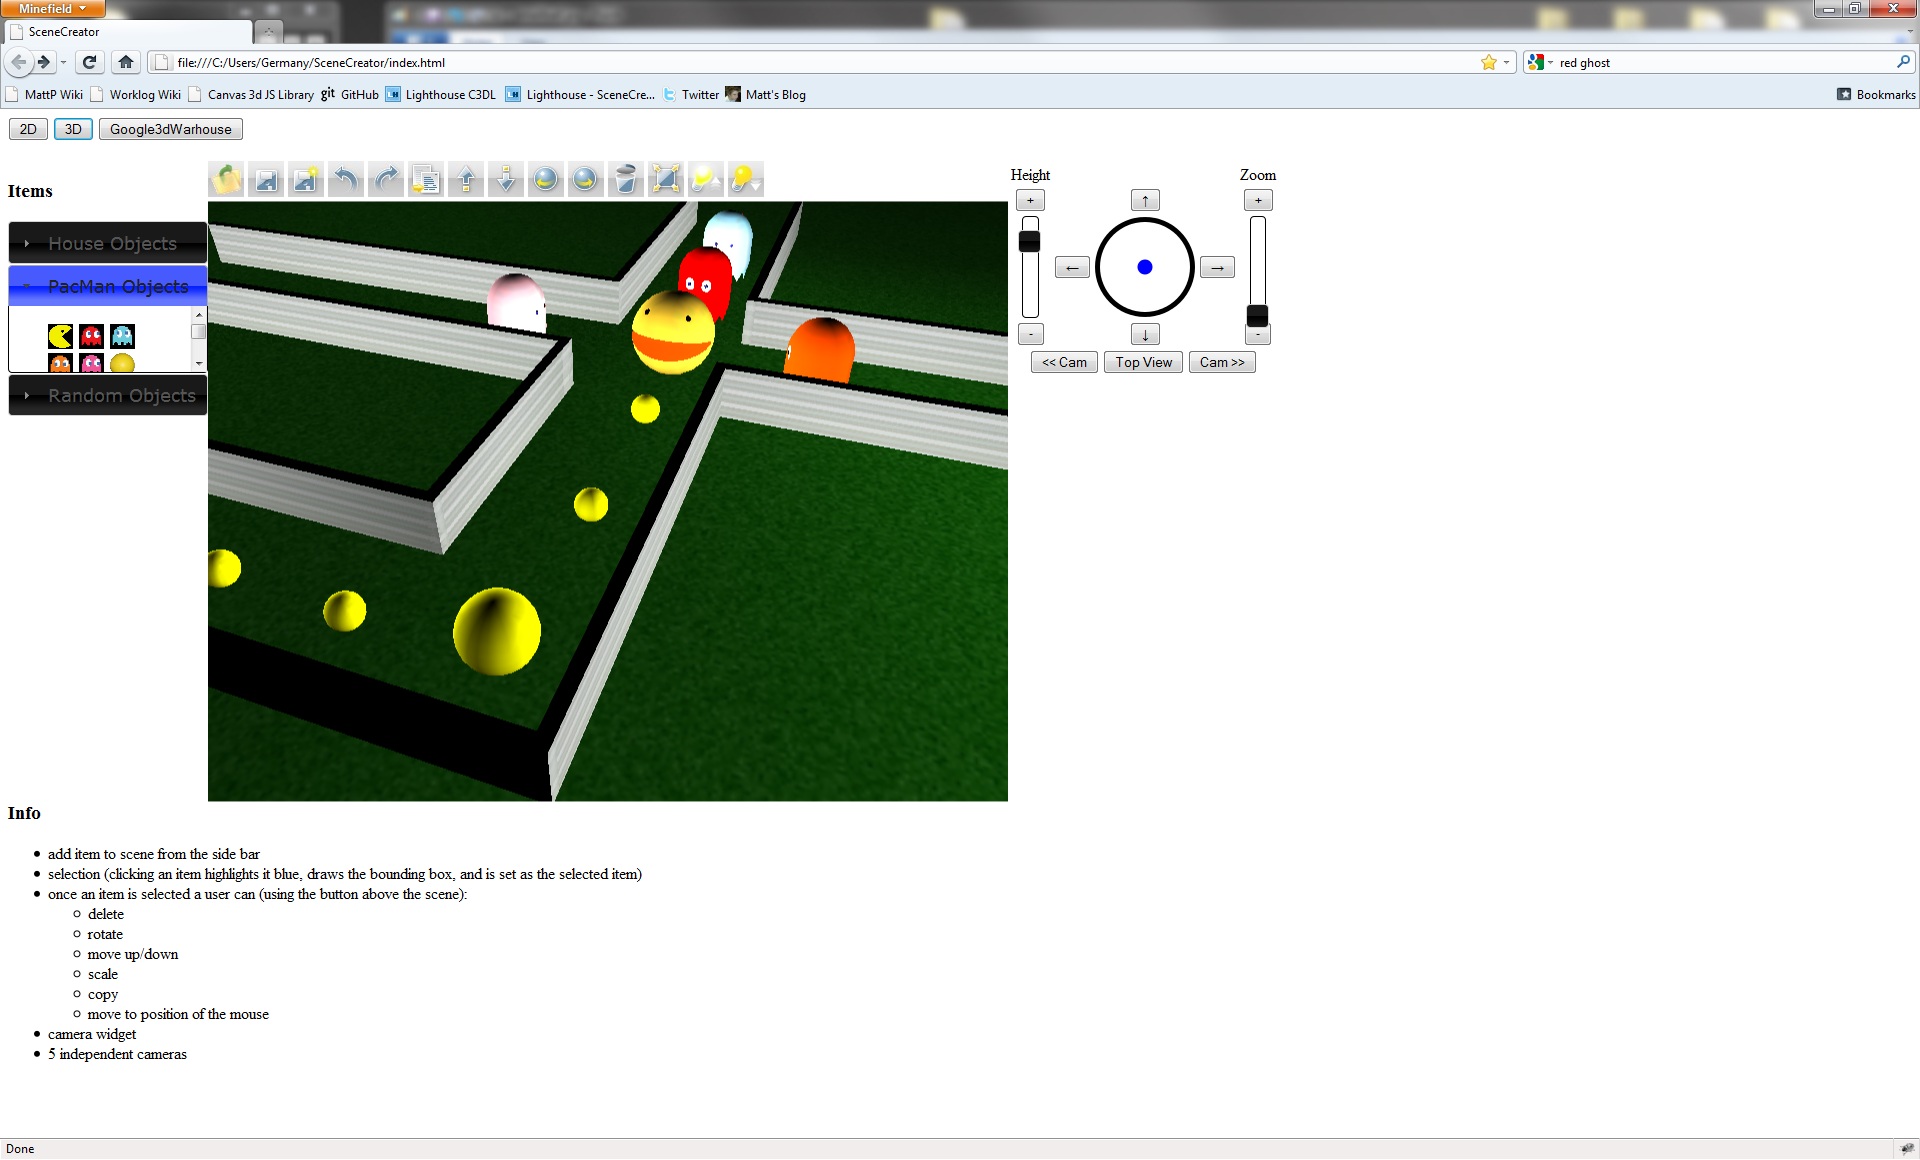 Minefield
SceneCreator
file:///C:/Users/Germany/SceneCreator/index.html
red ghost
MattP Wiki
Worklog Wiki
Canvas 3d JS Library
git GitHub
LH Lighthouse C3DL
LH Lighthouse - SceneCre...
Twitter
Matt's Blog
Bookmarks
2D
3D
Google3dWarhouse
Items
House Objects
PacMan Objects
Random Objects
Height
Zoom
+
↑
+
←
→
-
↓
-
<< Cam
Top View
Cam >>
Info
• add item to scene from the side bar
• selection (clicking an item highlights it blue, draws the bounding box, and is set as the selected item)
• once an item is selected a user can (using the button above the scene):
delete
rotate
move up/down
scale
copy
move to position of the mouse
• camera widget
• 5 independent cameras
Done